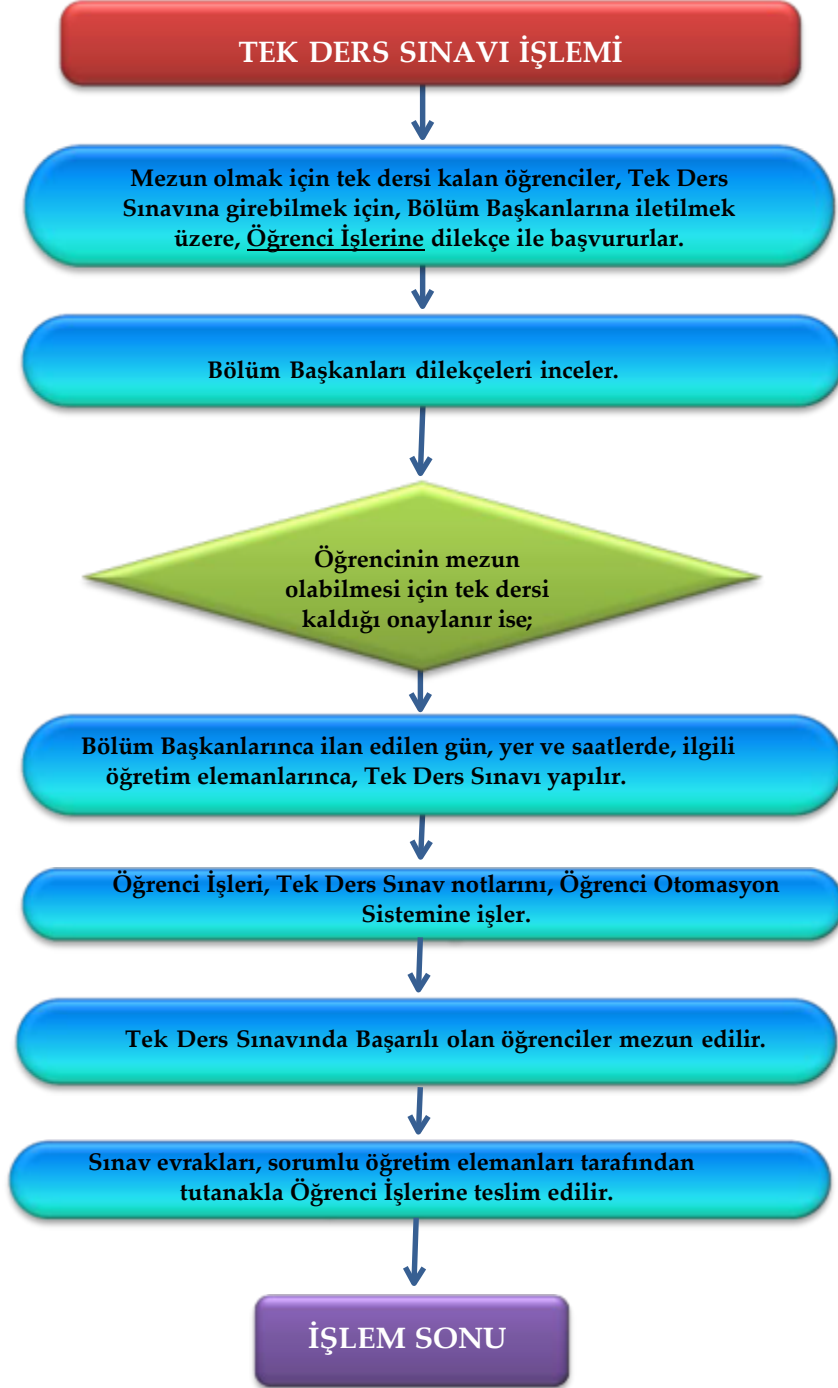 TEK DERS SINAVI İŞLEMİ
Mezun olmak için tek dersi kalan öğrenciler, Tek Ders
Sınavına girebilmek için, Bölüm Başkanlarına iletilmek
üzere, Öğrenci İşlerine dilekçe ile başvururlar.
Bölüm Başkanları dilekçeleri inceler.
Öğrencinin mezun
olabilmesi için tek dersi
kaldığı onaylanır ise;
Bölüm Başkanlarınca ilan edilen gün, yer ve saatlerde, ilgili
öğretim elemanlarınca, Tek Ders Sınavı yapılır.
Öğrenci İşleri, Tek Ders Sınav notlarını, Öğrenci Otomasyon
Sistemine işler.
Tek Ders Sınavında Başarılı olan öğrenciler mezun edilir.
Sınav evrakları, sorumlu öğretim elemanları tarafından
tutanakla Öğrenci İşlerine teslim edilir.
İŞLEM SONU